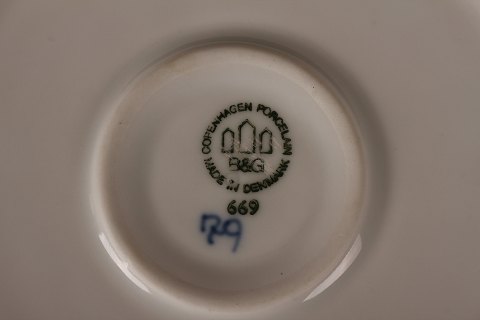 COPENHAGEN PORCELAIN
B&G
MADE IN DENMARK
669